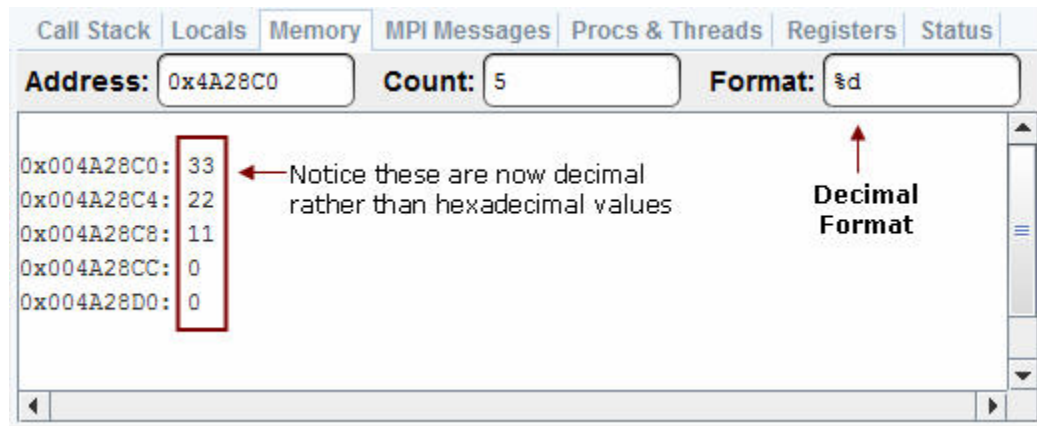 Call Stack Locals Memory MPI Messages Procs & Threads Registers Status
Address: 0x4A28C0 Count: 5 Format: %d
0x004A28C0: 33
0x004A28C4: 22
0x004A28C8: 11
0x004A28CC: 0
0x004A28D0: 0
Notice these are now decimal
rather than hexadecimal values
Decimal
Format